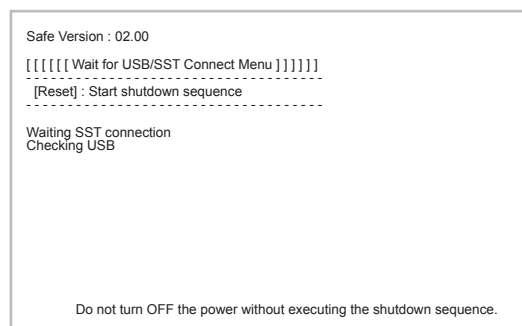 Safe Version : 02.00
[ [ [ [ [ [ Wait for USB/SST Connect Menu ] ] ] ] ] ]
- - - - - - - - - - - - - - - - - - - - - - - - - - - - - - - - - - -
[Reset] : Start shutdown sequence
- - - - - - - - - - - - - - - - - - - - - - - - - - - - - - - - - - -
Waiting SST connection
Checking USB
Do not turn OFF the power without executing the shutdown sequence.